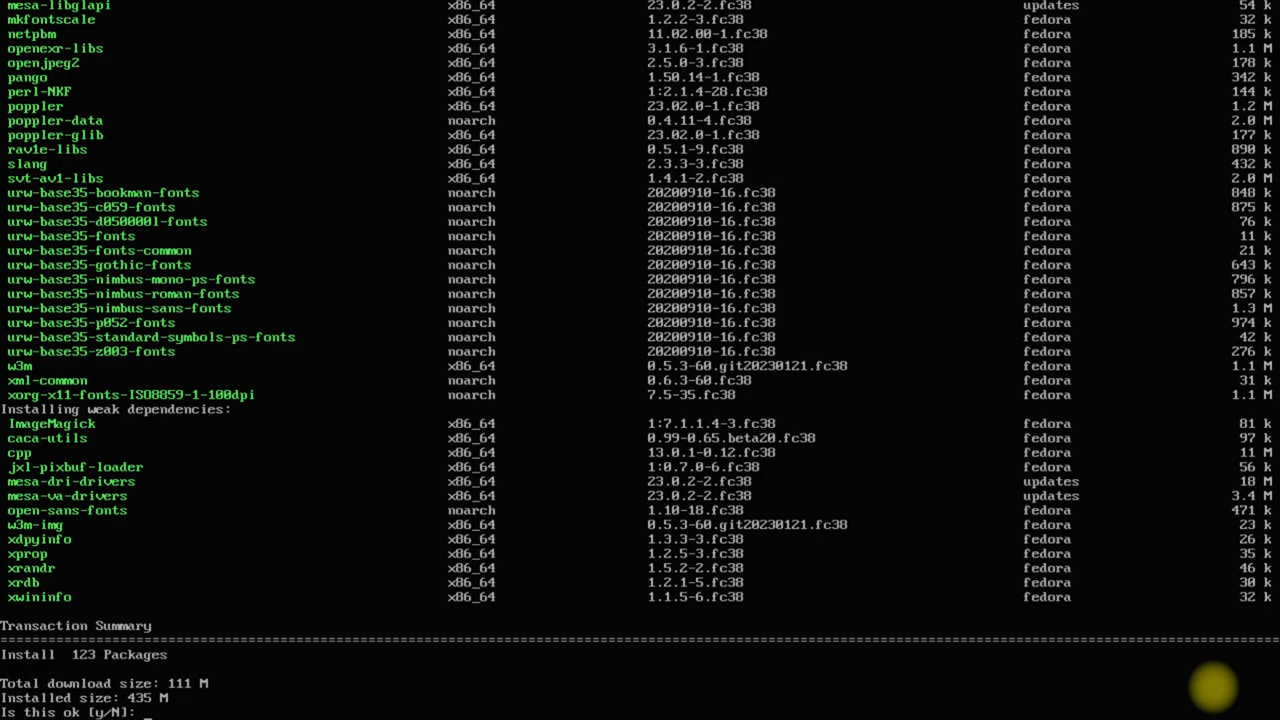 mesa-libglapi x86_64 23.0.2-2.fc38 updates 54 k
mkfontscale x86_64 1.2.2-3.fc38 fedora 32 k
netpbm x86_64 11.02.00-1.fc38 fedora 185 k
openexr-libs x86_64 3.1.6-1.fc38 fedora 1.1 M
openjpeg2 x86_64 2.5.0-3.fc38 fedora 178 k
pango x86_64 1.50.14-1.fc38 fedora 342 k
perl-NKF x86_64 1:2.1.4-28.fc38 fedora 144 k
poppler x86_64 23.02.0-1.fc38 fedora 1.2 M
poppler-data noarch 0.4.11-4.fc38 fedora 2.0 M
poppler-glib x86_64 23.02.0-1.fc38 fedora 177 k
rav1e-libs x86_64 0.5.1-9.fc38 fedora 890 k
slang x86_64 2.3.3-3.fc38 fedora 432 k
svt-av1-libs x86_64 1.4.1-2.fc38 fedora 2.0 M
urw-base35-bookman-fonts noarch 20200910-16.fc38 fedora 848 k
urw-base35-c059-fonts noarch 20200910-16.fc38 fedora 875 k
urw-base35-d050000l-fonts noarch 20200910-16.fc38 fedora 76 k
urw-base35-fonts noarch 20200910-16.fc38 fedora 11 k
urw-base35-fonts-common noarch 20200910-16.fc38 fedora 21 k
urw-base35-gothic-fonts noarch 20200910-16.fc38 fedora 643 k
urw-base35-nimbus-mono-ps-fonts noarch 20200910-16.fc38 fedora 796 k
urw-base35-nimbus-roman-fonts noarch 20200910-16.fc38 fedora 857 k
urw-base35-nimbus-sans-fonts noarch 20200910-16.fc38 fedora 1.3 M
urw-base35-p052-fonts noarch 20200910-16.fc38 fedora 974 k
urw-base35-standard-symbols-ps-fonts noarch 20200910-16.fc38 fedora 42 k
urw-base35-z003-fonts noarch 20200910-16.fc38 fedora 276 k
w3m x86_64 0.5.3-60.git20230121.fc38 fedora 1.1 M
xml-common noarch 0.6.3-60.fc38 fedora 31 k
xorg-x11-fonts-ISO8859-1-100dpi noarch 7.5-35.fc38 fedora 1.1 M
Installing weak dependencies:
ImageMagick x86_64 1:7.1.1.4-3.fc38 fedora 81 k
caca-utils x86_64 0.99-0.65.beta20.fc38 fedora 97 k
cpp x86_64 13.0.1-0.12.fc38 fedora 11 M
jxl-pixbuf-loader x86_64 1:0.7.0-6.fc38 fedora 56 k
mesa-dri-drivers x86_64 23.0.2-2.fc38 updates 18 M
mesa-va-drivers x86_64 23.0.2-2.fc38 updates 3.4 M
open-sans-fonts noarch 1.10-18.fc38 fedora 471 k
w3m-img x86_64 0.5.3-60.git20230121.fc38 fedora 23 k
xdpyinfo x86_64 1.3.3-3.fc38 fedora 26 k
xprop x86_64 1.2.5-3.fc38 fedora 35 k
xrandr x86_64 1.5.2-2.fc38 fedora 46 k
xrdb x86_64 1.2.1-5.fc38 fedora 30 k
xwininfo x86_64 1.1.5-6.fc38 fedora 32 k
Transaction Summary
================================================================================================================================================================
Install 123 Packages
Total download size: 111 M
Installed size: 435 M
Is this ok [y/N]: _